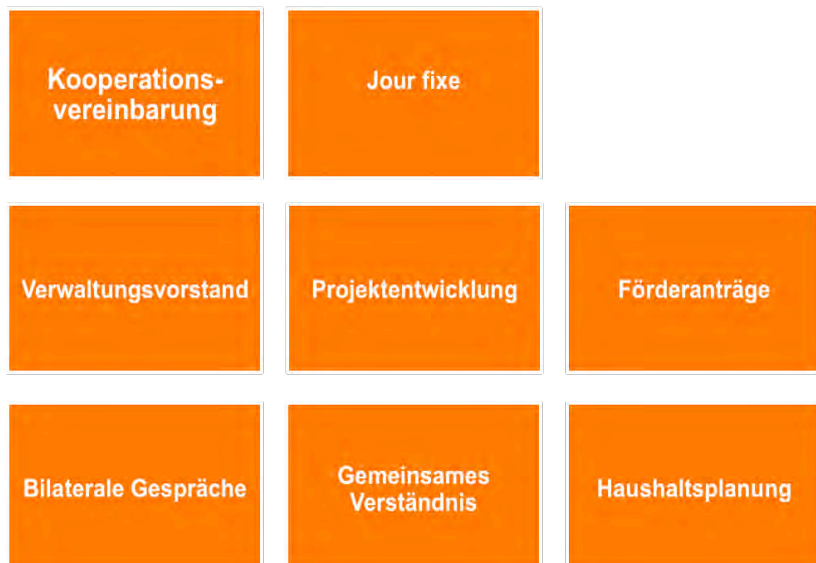 Kooperations-
vereinbarung
Jour fixe
Verwaltungsvorstand
Projektentwicklung
Förderanträge
Bilaterale Gespräche
Gemeinsames
Verständnis
Haushaltsplanung